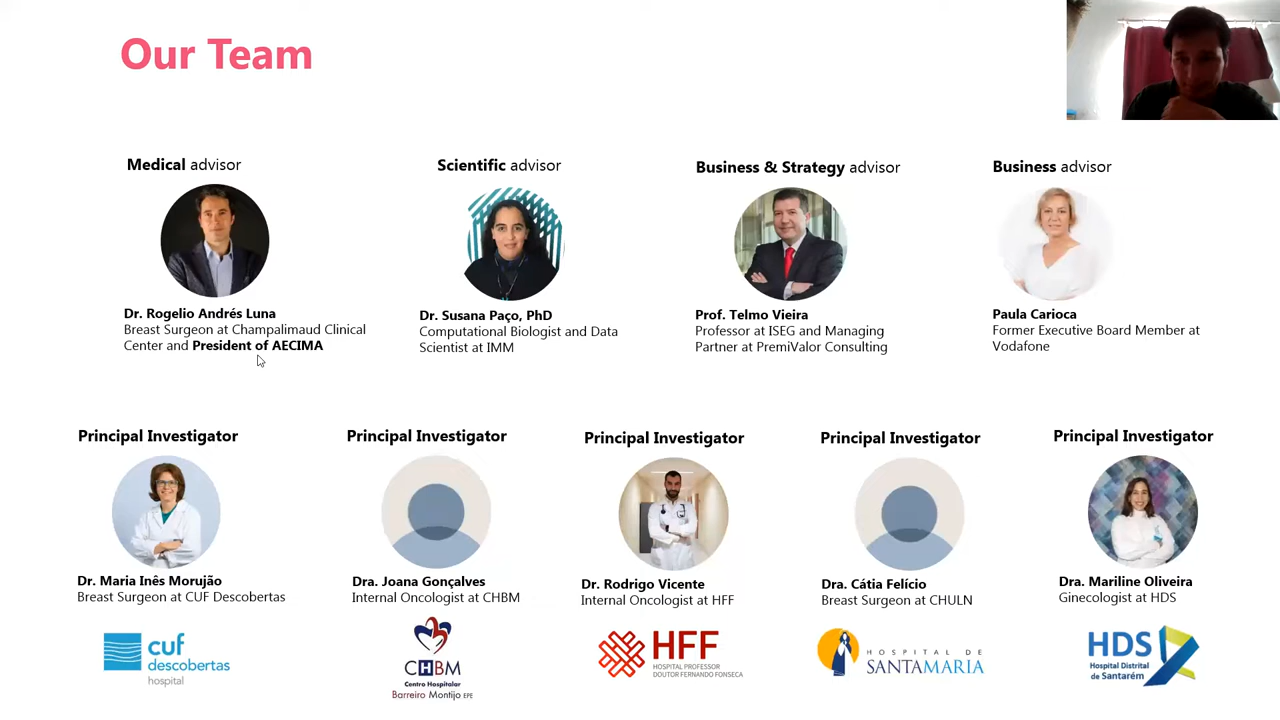 Our Team
Medical advisor
Dr. Rogelio Andrés Luna
Breast Surgeon at Champalimaud Clinical
Center and President of AECIMA
Scientific advisor
Dr. Susana Paço, PhD
Computational Biologist and Data
Scientist at IMM
Business & Strategy advisor
Prof. Telmo Vieira
Professor at ISEG and Managing
Partner at PremiValor Consulting
Business advisor
Paula Carioca
Former Executive Board Member at
Vodafone
Principal Investigator
Dr. Maria Inês Morujão
Breast Surgeon at CUF Descobertas
cuf
descobertas
hospital
Principal Investigator
Dra. Joana Gonçalves
Internal Oncologist at CHBM
CHBM
Centro Hospitalar
Barreiro Montijo EPE
Principal Investigator
Dr. Rodrigo Vicente
Internal Oncologist at HFF
HFF
HOSPITAL PROFESSOR
DOUTOR FERNANDO FONSECA
Principal Investigator
Dra. Cátia Felício
Breast Surgeon at CHULN
HOSPITAL DE
SANTAMARIA
Principal Investigator
Dra. Mariline Oliveira
Ginecologist at HDS
HDS
Hospital Distrital
de Santarém